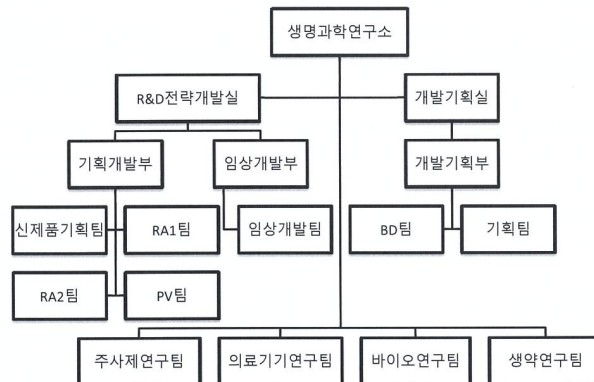 생명과학연구소
R&D전략개발실
개발기획실
기획개발부
임상개발부
개발기획부
신제품기획팀
RA1팀
임상개발팀
BD팀
기획팀
RA2팀
PV팀
주사제연구팀
의료기기연구팀
바이오연구팀
생약연구팀